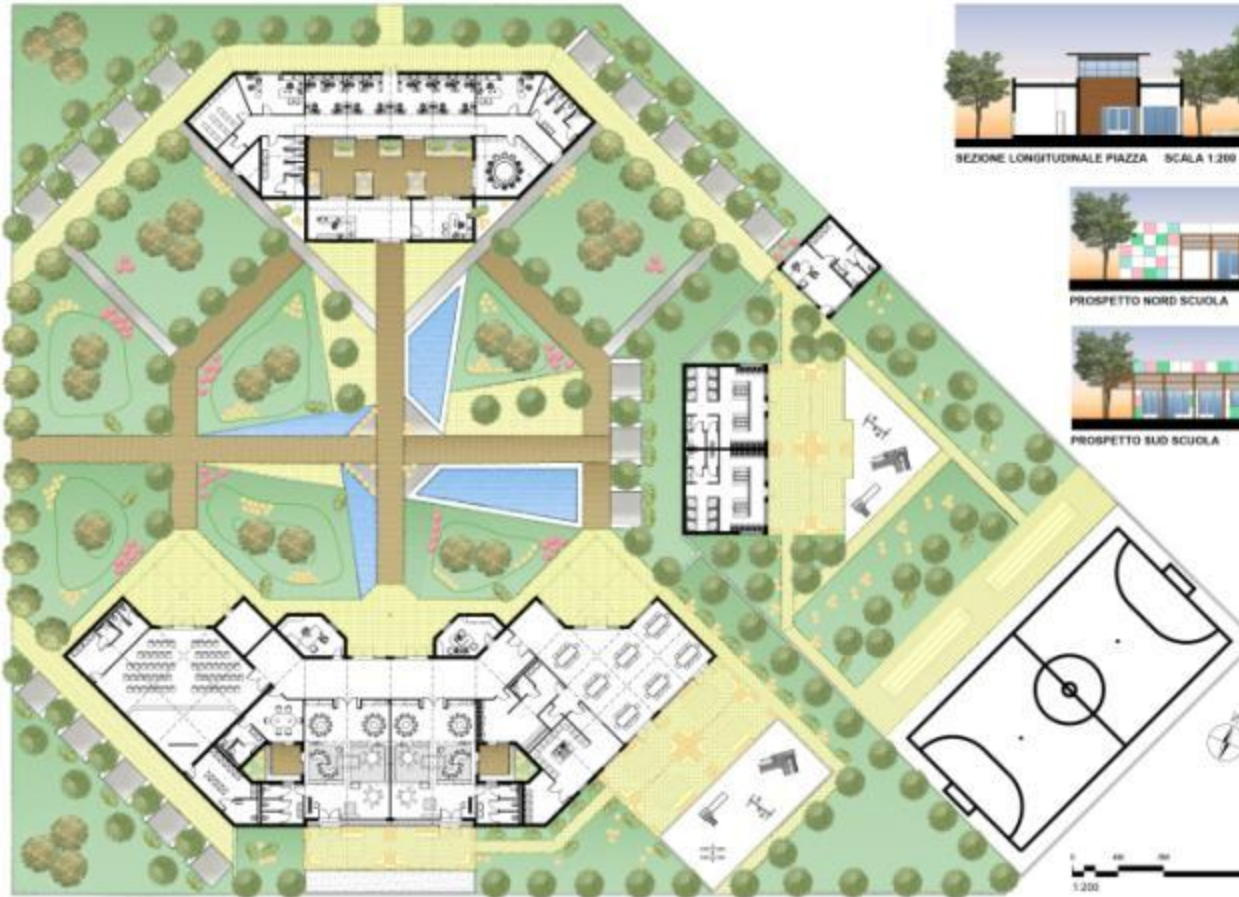 SEZIONE LONGITUDINALE PIAZZA SCALA 1:200
PROSPETTO NORD SCUOLA
PROSPETTO SUD SCUOLA
1:200